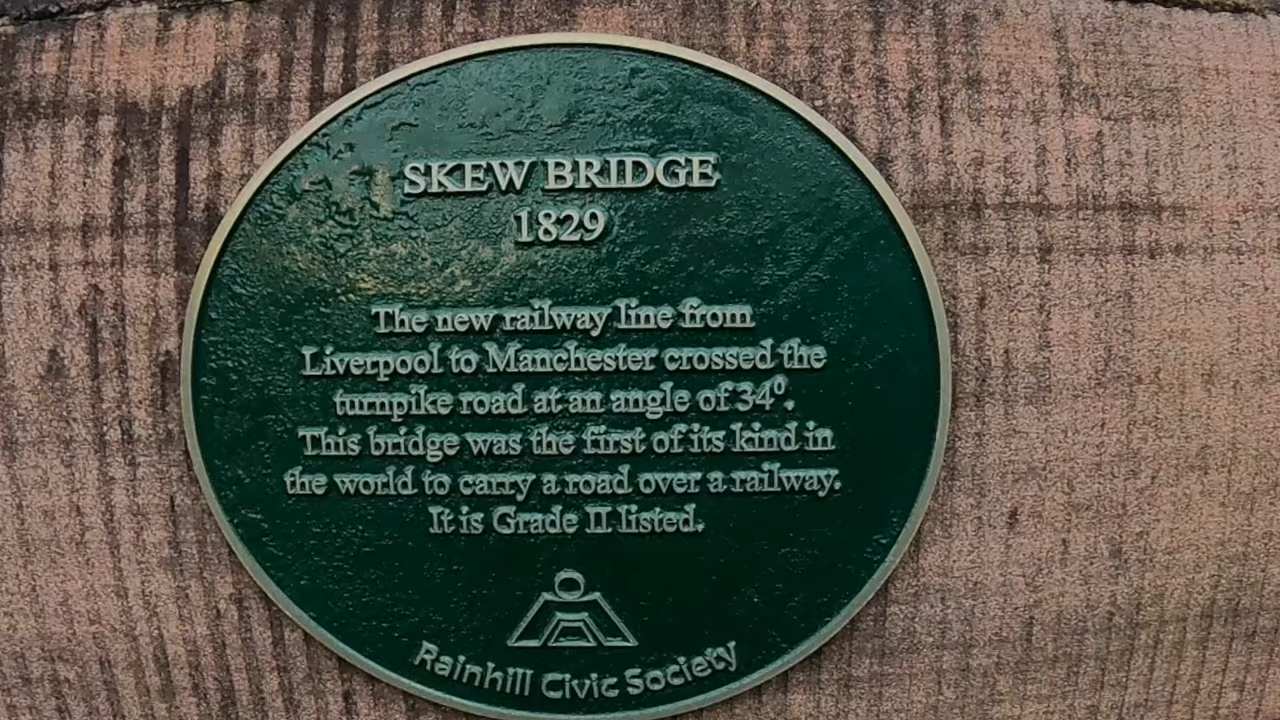 SKEW BRIDGE
1829
The new railway line from
Liverpool to Manchester crossed the
turnpike road at an angle of 34⁰.
This bridge was the first of its kind in
the world to carry a road over a railway.
It is Grade II listed.
Rainhill Civic Society